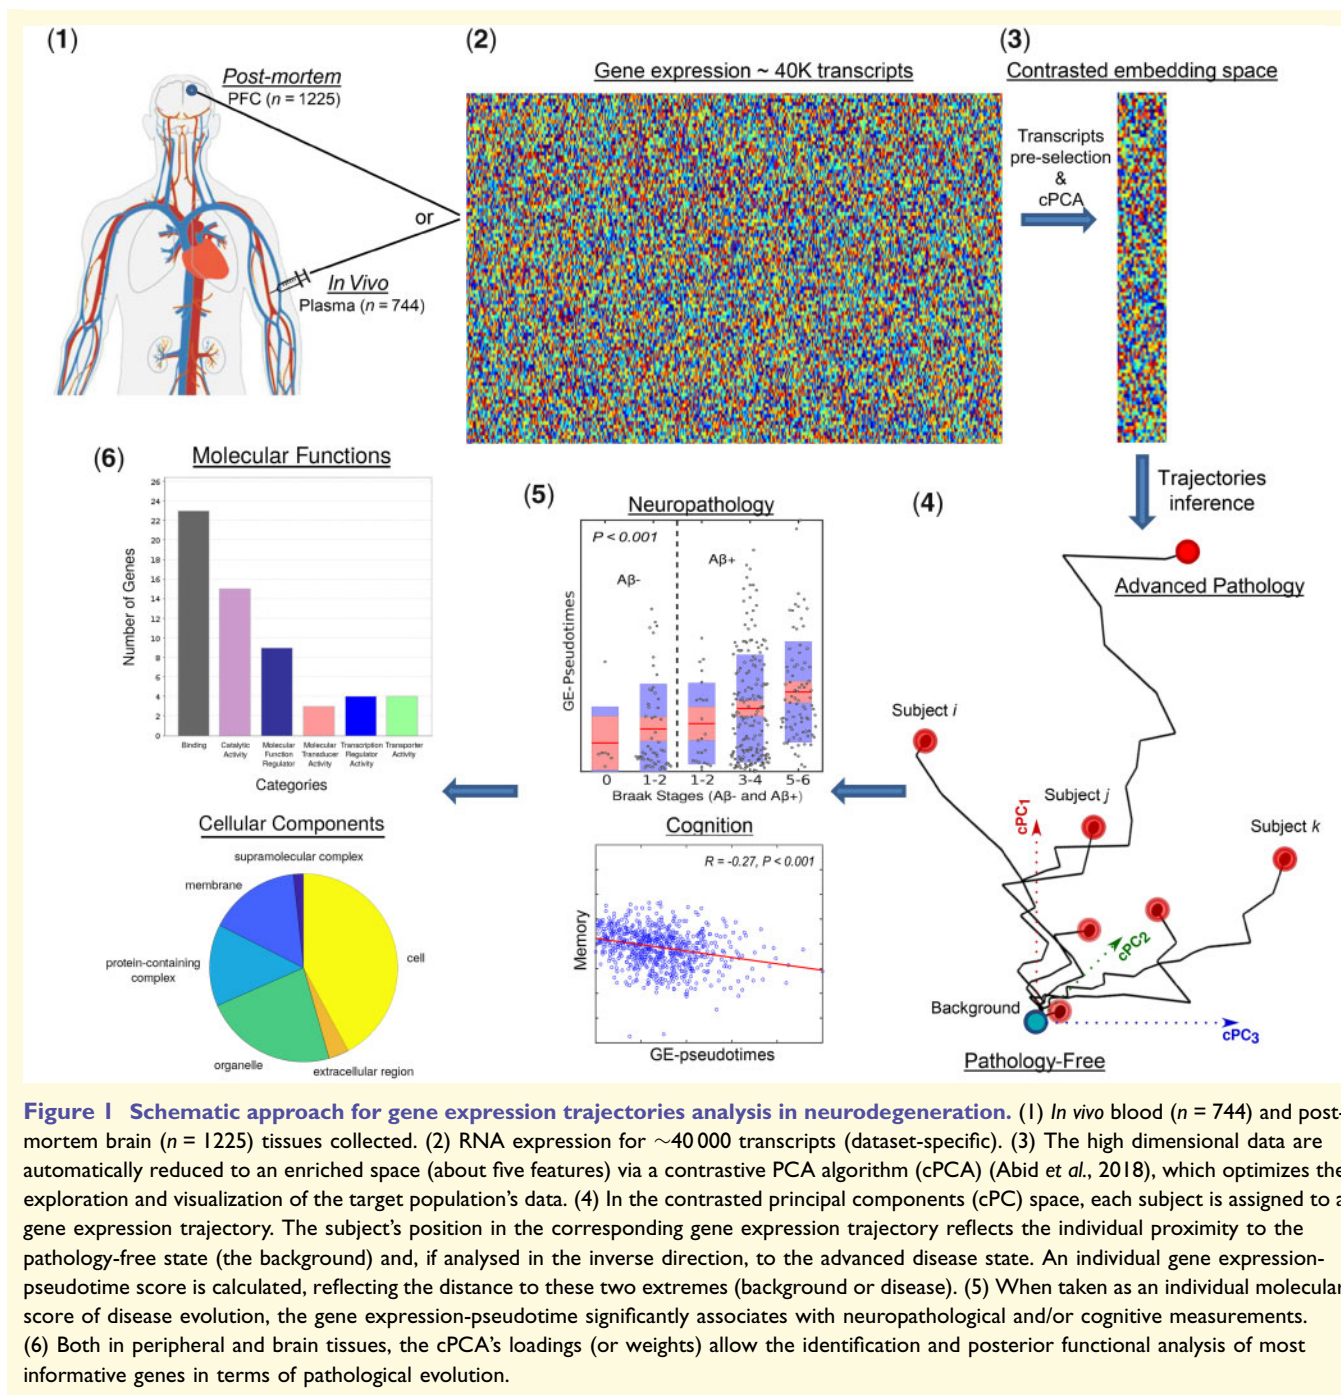 (1)
Post-mortem
PFC (n = 1225)
or
In Vivo
Plasma (n = 744)
(2)
Gene expression ~ 40K transcripts
(3)
Contrasted embedding space
Transcripts
pre-selection
&
cPCA
Trajectories
inference
(4)
Advanced Pathology
Subject i
Subject j
Subject k
cPC1
cPC2
cPC3
Background
Pathology-Free
(5)
Neuropathology
P < 0.001
Aβ-
Aβ+
GE-Pseudotimes
0 1-2 1-2 3-4 5-6
Braak Stages (Aβ- and Aβ+)
Cognition
R = -0.27, P < 0.001
Memory
GE-pseudotimes
(6)
Molecular Functions
26
24
22
20
18
16
14
12
10
8
6
4
2
0
Number of Genes
Binding
Catalytic
Activity
Molecular
Function
Regulator
Molecular
Transducer
Activity
Transcription
Regulator
Activity
Transporter
Activity
Categories
Cellular Components
supramolecular complex
membrane
protein-containing
complex
organelle
extracellular region
cell
Figure 1 Schematic approach for gene expression trajectories analysis in neurodegeneration. (1) In vivo blood (n = 744) and post-
mortem brain (n = 1225) tissues collected. (2) RNA expression for ~40 000 transcripts (dataset-specific). (3) The high dimensional data are
automatically reduced to an enriched space (about five features) via a contrastive PCA algorithm (cPCA) (Abid et al., 2018), which optimizes the
exploration and visualization of the target population's data. (4) In the contrasted principal components (cPC) space, each subject is assigned to a
gene expression trajectory. The subject's position in the corresponding gene expression trajectory reflects the individual proximity to the
pathology-free state (the background) and, if analysed in the inverse direction, to the advanced disease state. An individual gene expression-
pseudotime score is calculated, reflecting the distance to these two extremes (background or disease). (5) When taken as an individual molecular
score of disease evolution, the gene expression-pseudotime significantly associates with neuropathological and/or cognitive measurements.
(6) Both in peripheral and brain tissues, the cPCA's loadings (or weights) allow the identification and posterior functional analysis of most
informative genes in terms of pathological evolution.